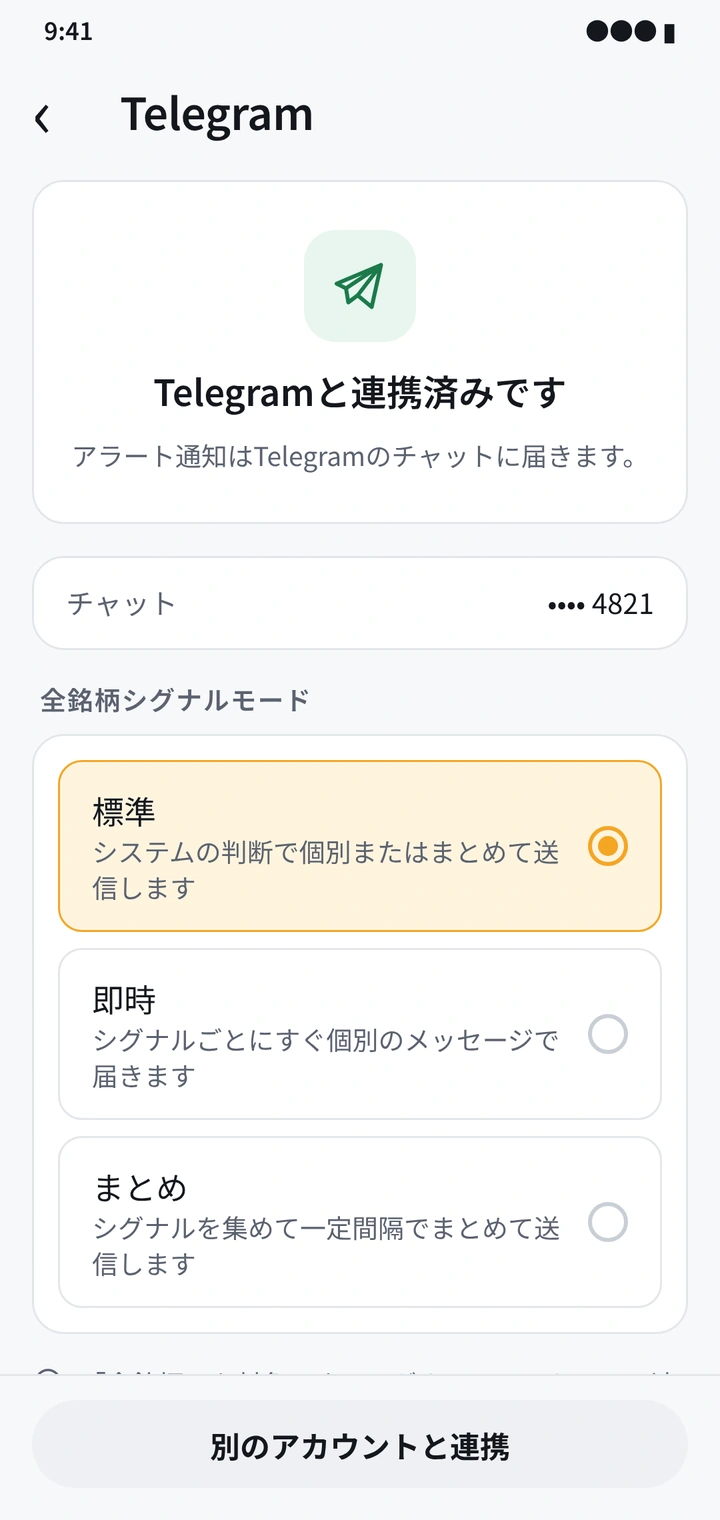 9:41
Telegram
Telegramと連携済みです
アラート通知はTelegramのチャットに届きます。
チャット
•••• 4821
全銘柄シグナルモード
標準
システムの判断で個別またはまとめて送
信します
即時
シグナルごとにすぐ個別のメッセージで
届きます
まとめ
シグナルを集めて一定間隔でまとめて送
信します
別のアカウントと連携